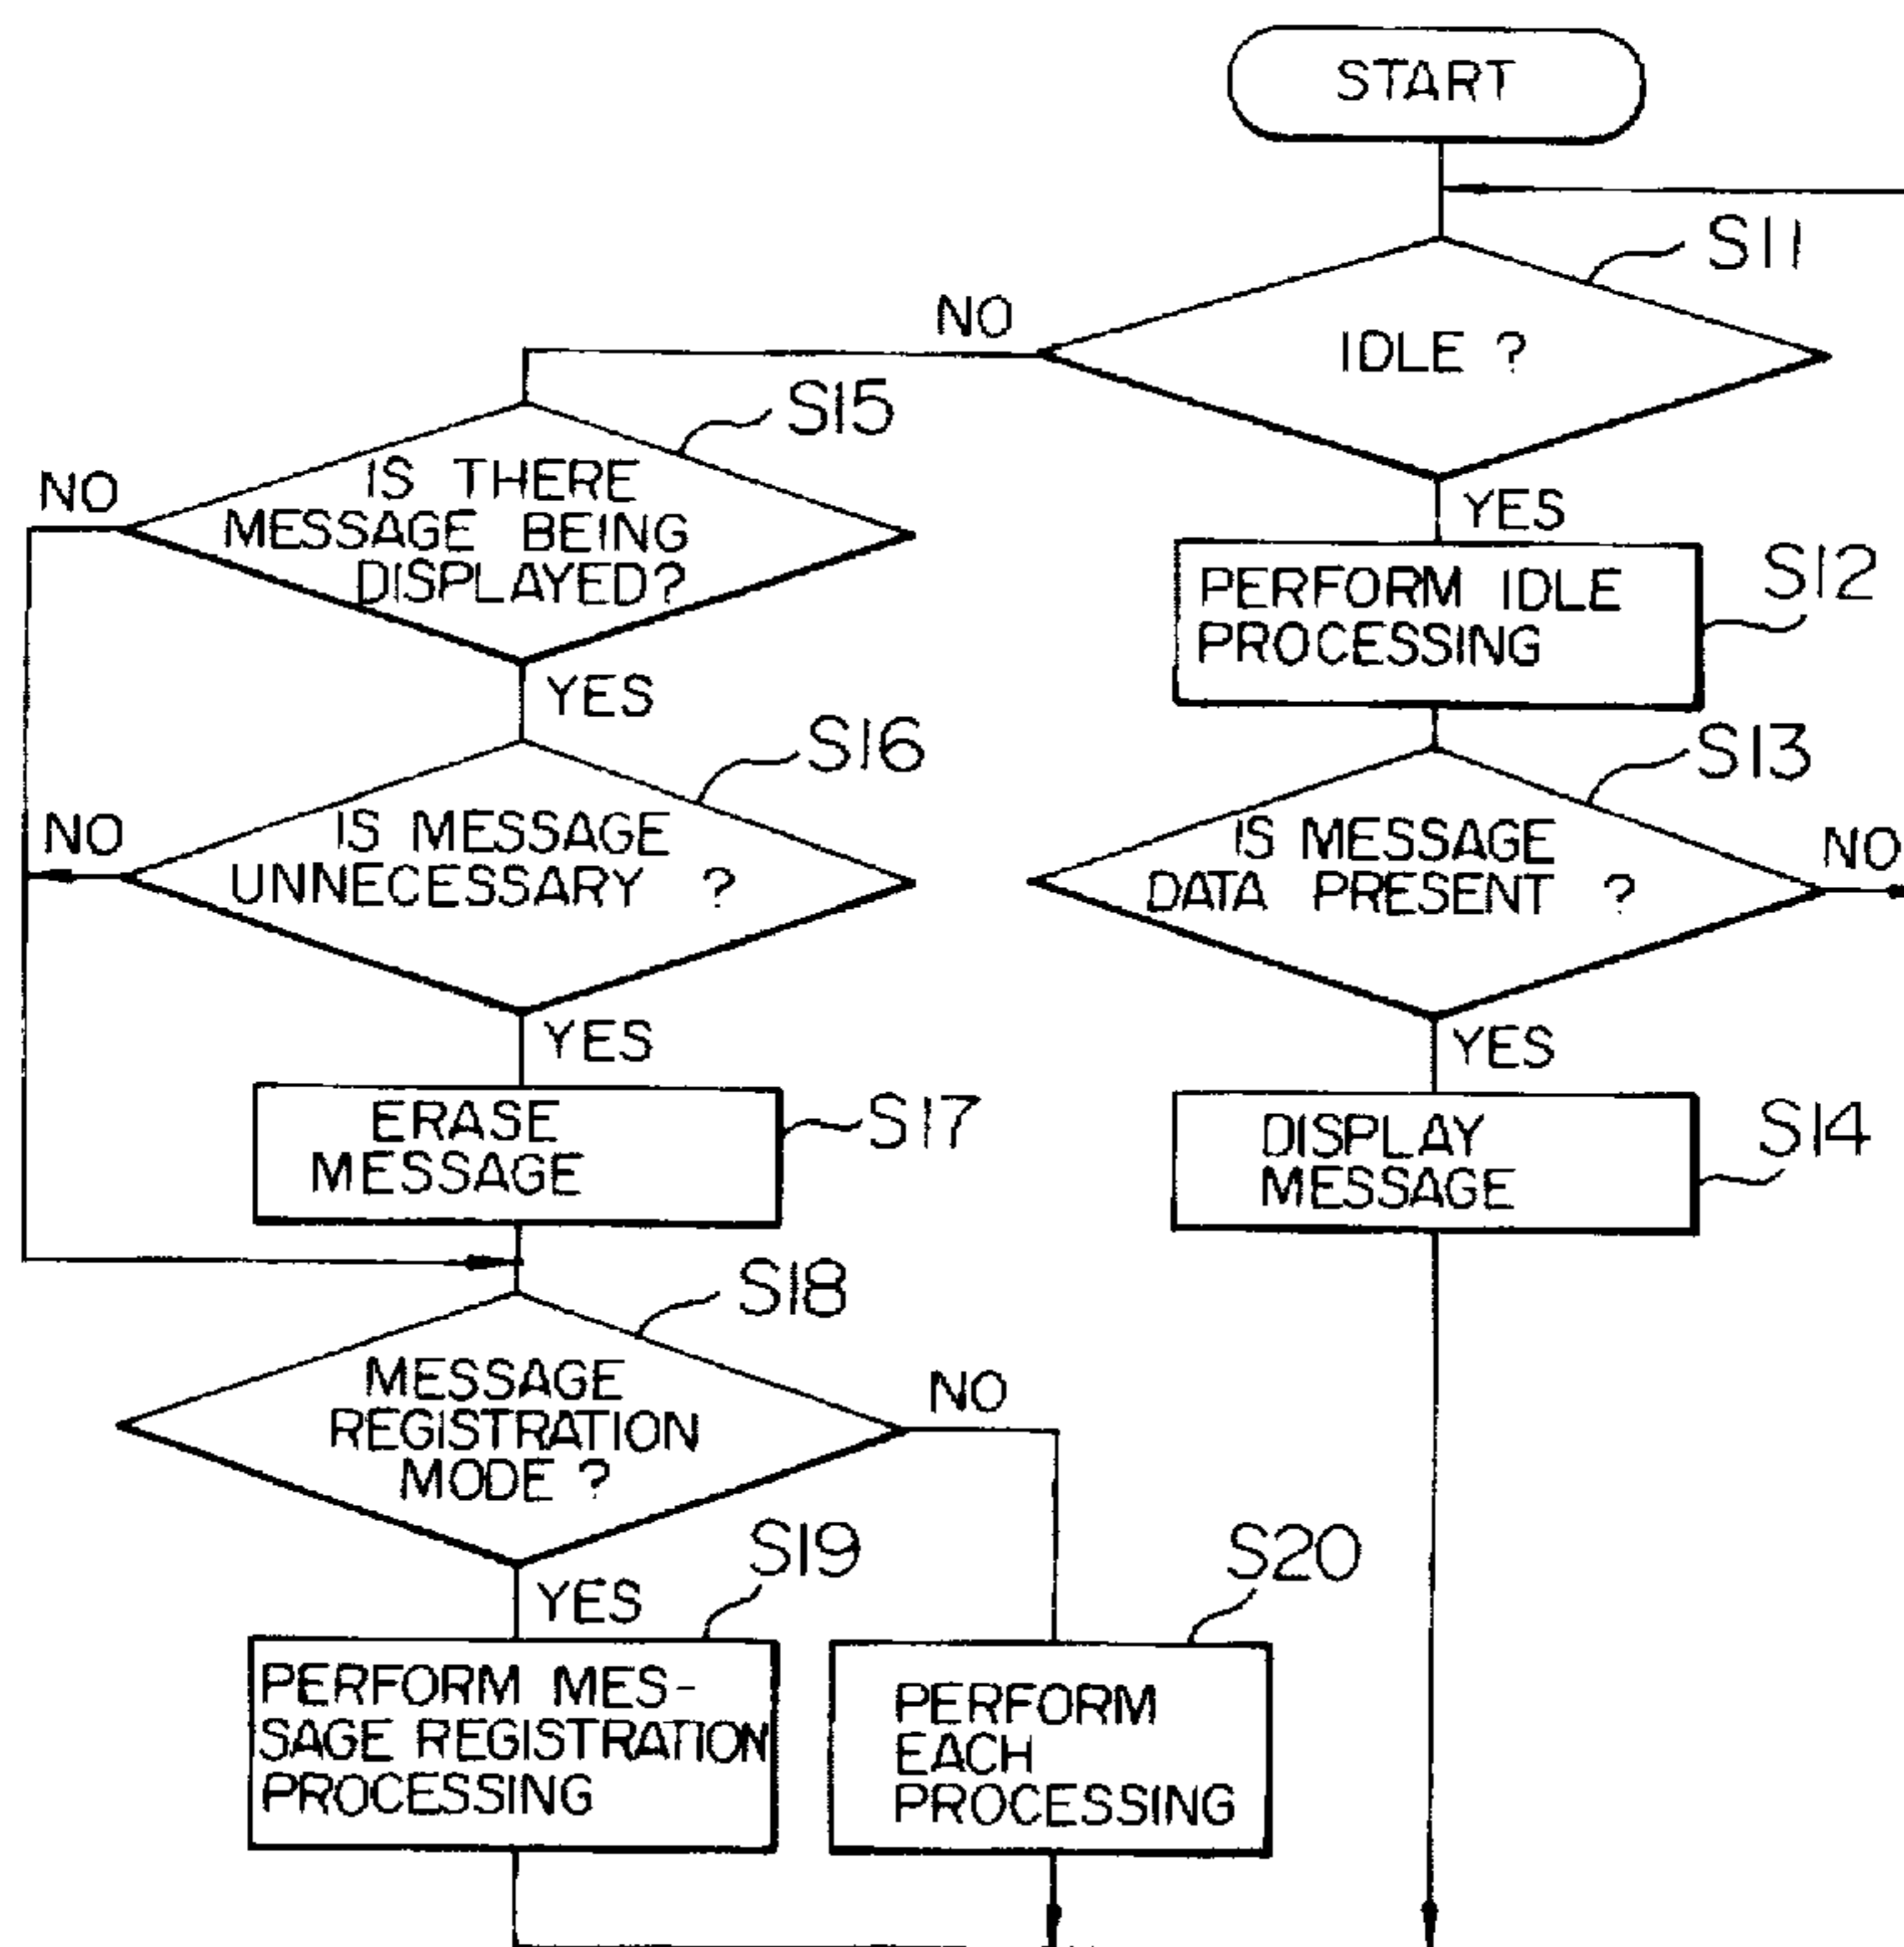 START
S11
NO
IDLE ?
S15
NO
IS THERE
MESSAGE BEING
DISPLAYED?
YES
S12
PERFORM IDLE
PROCESSING
YES
S16
S13
NO
IS MESSAGE
UNNECESSARY ?
IS MESSAGE
DATA PRESENT ?
NO
YES
YES
ERASE
MESSAGE
S17
DISPLAY
MESSAGE
S14
S18
MESSAGE
REGISTRATION
MODE ?
NO
S19
S20
YES
PERFORM MES-
SAGE REGISTRATION
PROCESSING
PERFORM
EACH
PROCESSING